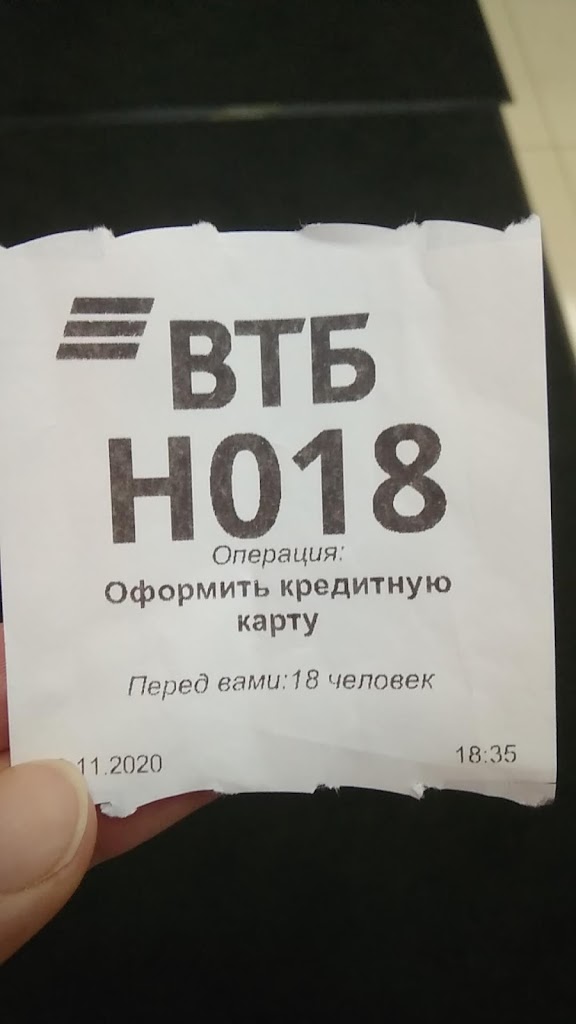 ВТБ
Н018
Операция:
Оформить кредитную
карту
Перед вами:18 человек
11.2020
18:35